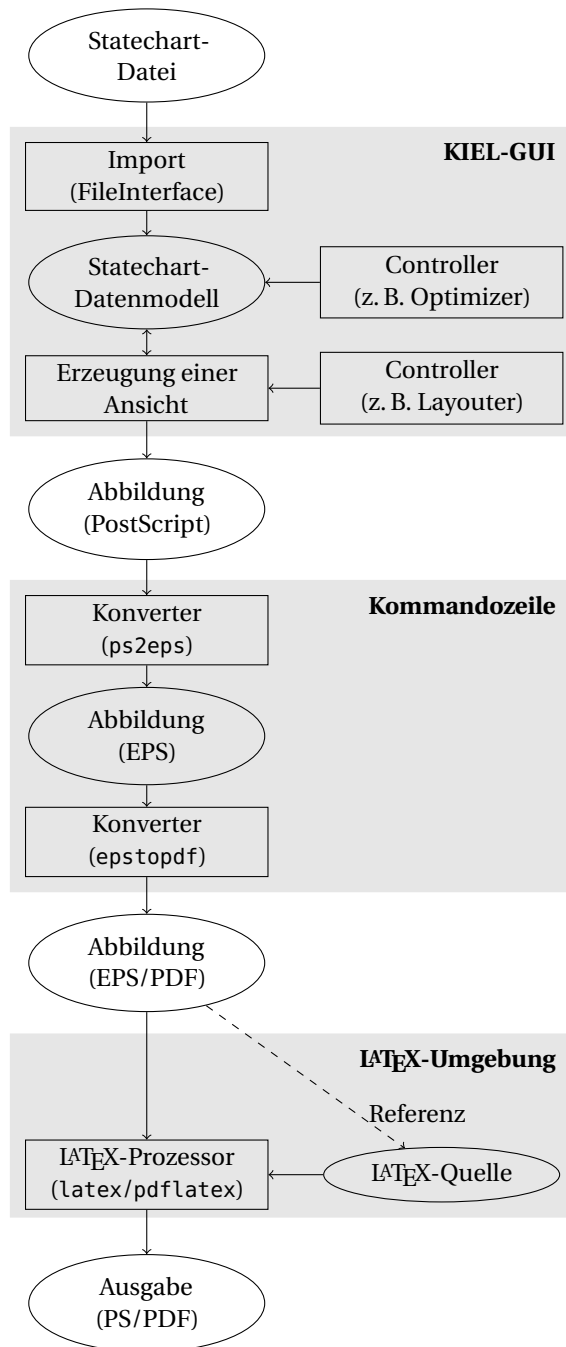 Statechart-
Datei
KIEL-GUI
Import
(FileInterface)
Statechart-
Datenmodell
Controller
(z. B. Optimizer)
Erzeugung einer
Ansicht
Controller
(z. B. Layouter)
Abbildung
(PostScript)
Kommandozeile
Konverter
(ps2eps)
Abbildung
(EPS)
Konverter
(epstopdf)
Abbildung
(EPS/PDF)
LATEX-Umgebung
Referenz
LATEX-Prozessor
(latex/pdflatex)
LATEX-Quelle
Ausgabe
(PS/PDF)